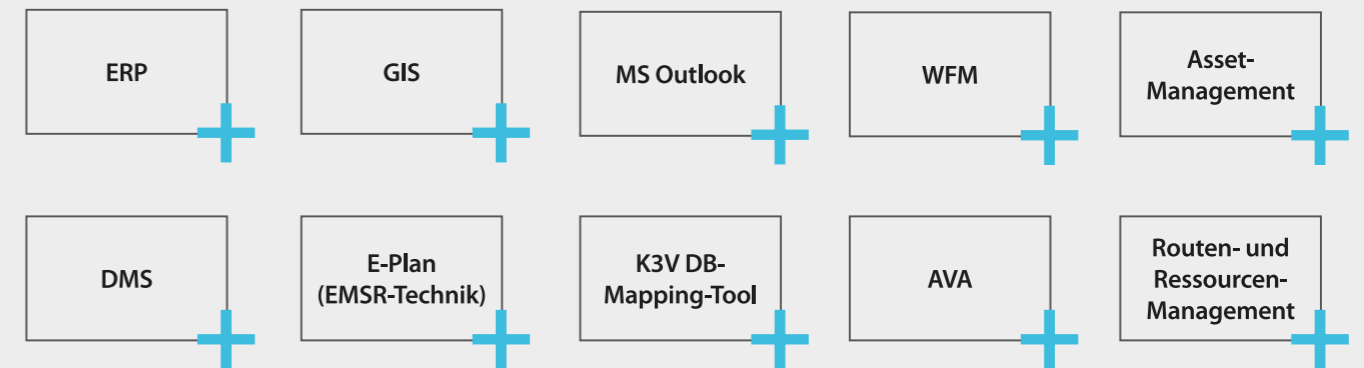 ERP
GIS
MS Outlook
WFM
Asset-
Management
DMS
E-Plan
(EMSR-Technik)
K3V DB-
Mapping-Tool
AVA
Routen- und
Ressourcen-
Management